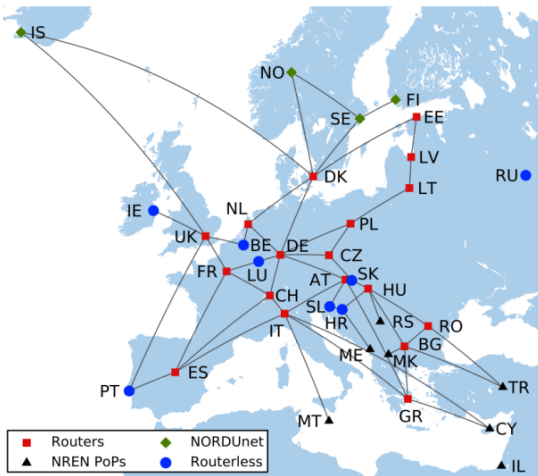 IS
NO
FI
SE
EE
LV
DK
RU
LT
IE
NL
PL
UK
BE
DE
CZ
LU
FR
AT
SK
CH
HU
SL
HR
RS
RO
IT
ME
MK
BG
ES
TR
PT
GR
MT
CY
IL
Routers
NORDUnet
NREN PoPs
Routerless